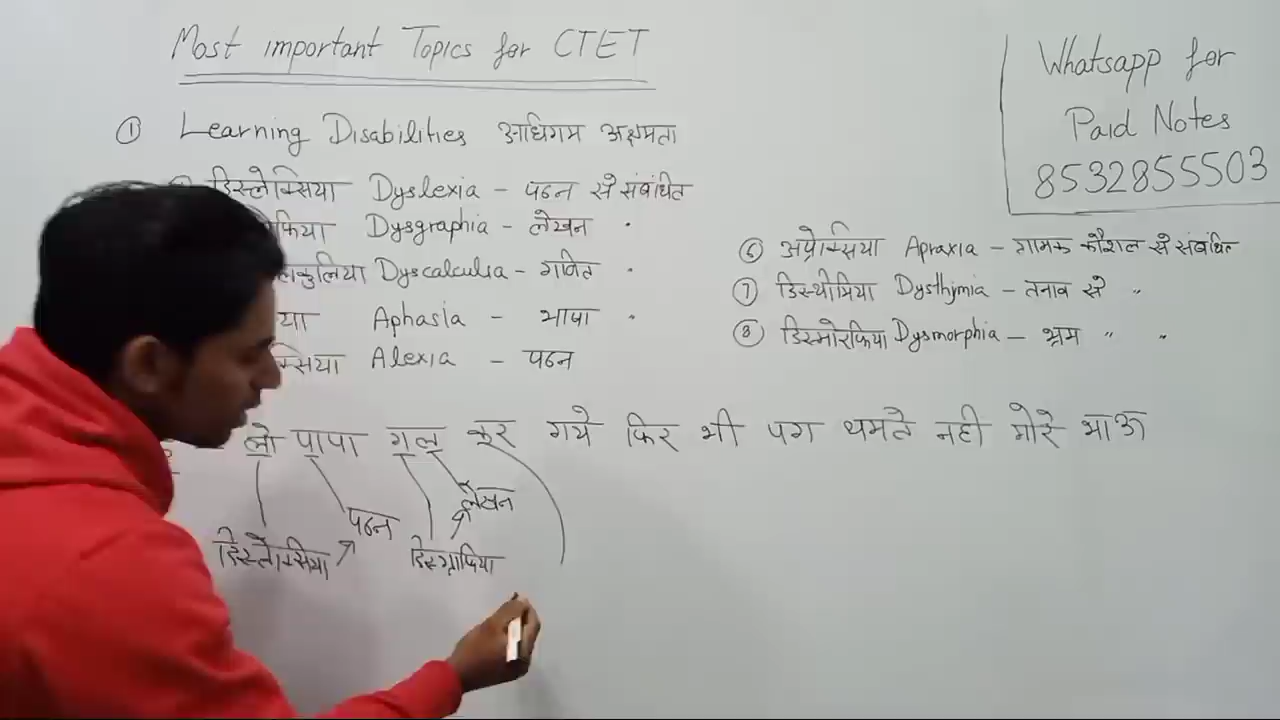 Most important Topics for CTET
① Learning Disabilities अधिगम अक्षमता
डिस्लेक्सिया Dyslexia - पठन से संबंधित
फिया Dysgraphia - लेखन "
लकुलिया Dyscalculia - गणित "
या Aphasia - भाषा "
क्सिया Alexia - पठन
Whatsapp for
Paid Notes
8532855503
⑥ अप्रेक्सिया Apraxia - गामक कौशल से संबंधित
⑦ डिस्थीमिया Dysthymia - तनाव से "
⑧ डिस्मोरफिया Dysmorphia - भ्रम " "
लो पापा गलू कूर गये फिर भी पग थमते नही मोरे भाऊ
पठन लेखन
डिस्लेक्सिया डिस्ग्राफिया